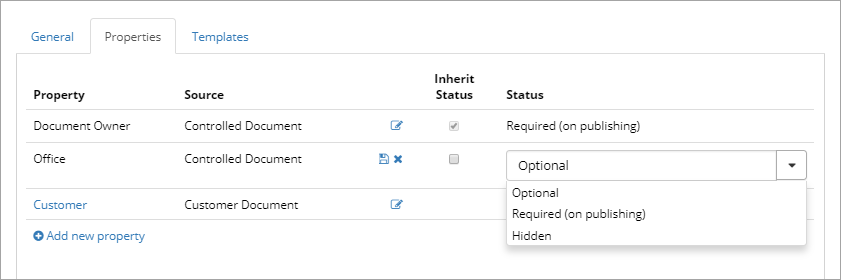 General
Properties
Templates
Property
Source
Inherit
Status
Status
Document Owner
Controlled Document
Required (on publishing)
Office
Controlled Document
Optional
Optional
Required (on publishing)
Hidden
Customer
Customer Document
Add new property